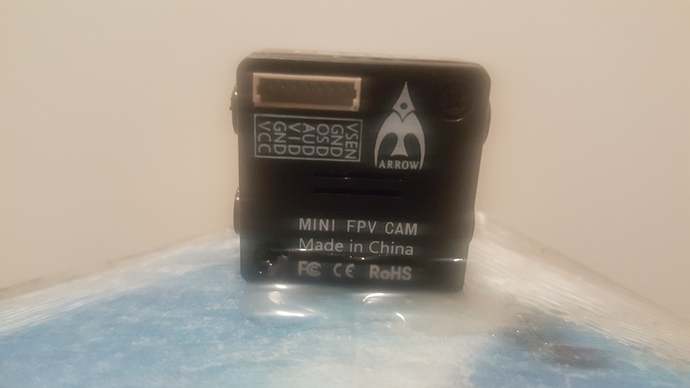 VCC
GND
VID
AUD
OSD
GND
VSEN
ARROW
MINI FPV CAM
Made in China
FC CE RoHS